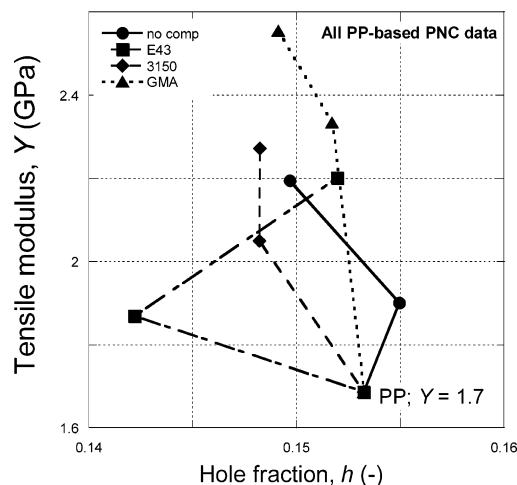 no comp
E43
3150
GMA
All PP-based PNC data
Tensile modulus, Y (GPa)
2.4
2
1.6
PP; Y = 1.7
0.14
0.15
0.16
Hole fraction, h (-)